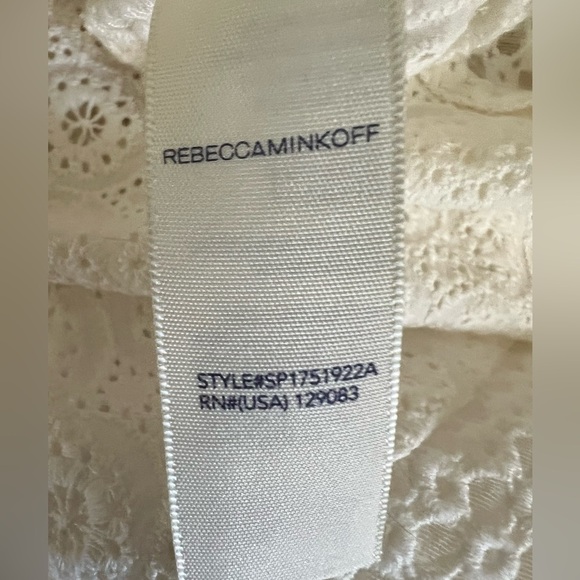 REBECCAMINKOFF
STYLE#SP1751922A
RN#(USA) 129083